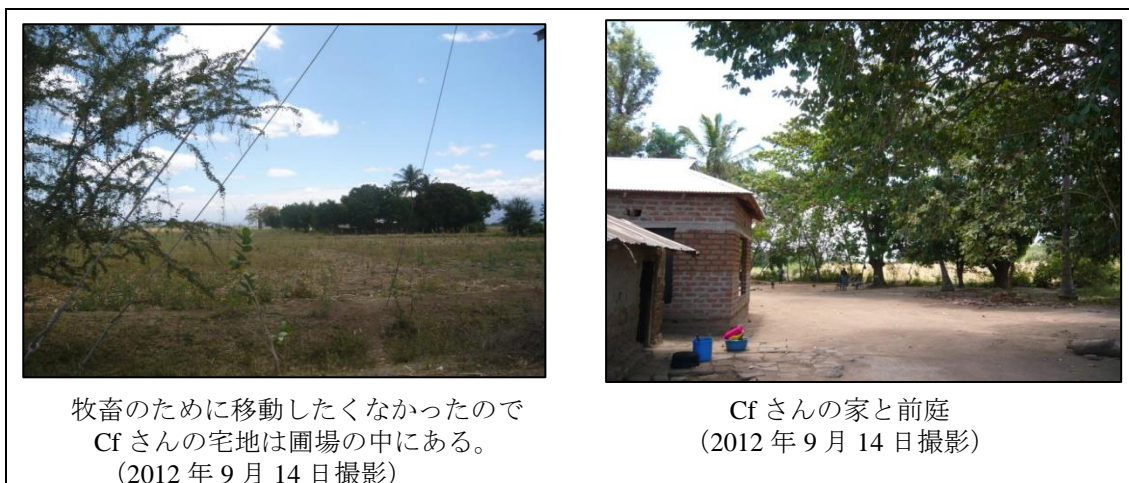 牧畜のために移動したくなかったので
Cf さんの宅地は圃場の中にある。
（2012 年 9 月 14 日撮影）
Cf さんの家と前庭
（2012 年 9 月 14 日撮影）